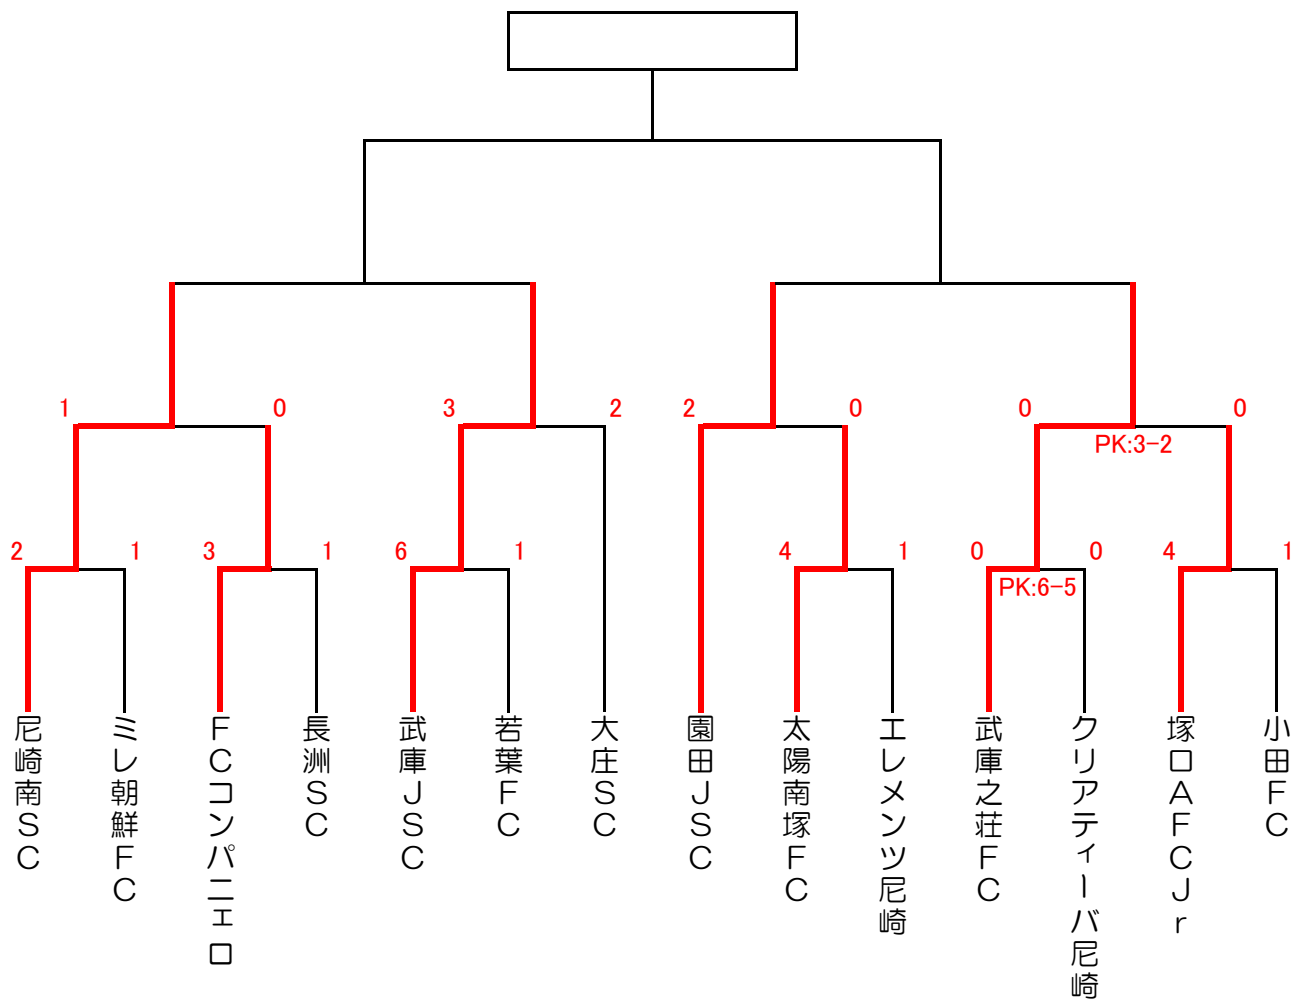 1
0
3
2
2
0
0
0
PK:3-2
2
1
3
1
6
1
4
1
0
0
4
1
PK:6-5
尼崎南SC
ミレ朝鮮FC
FCコンパニエロ
長洲SC
武庫JSC
若葉FC
大庄SC
園田JSC
太陽南塚FC
エレメンツ尼崎
武庫之荘FC
クリアティーバ尼崎
塚口AFCJr
小田FC